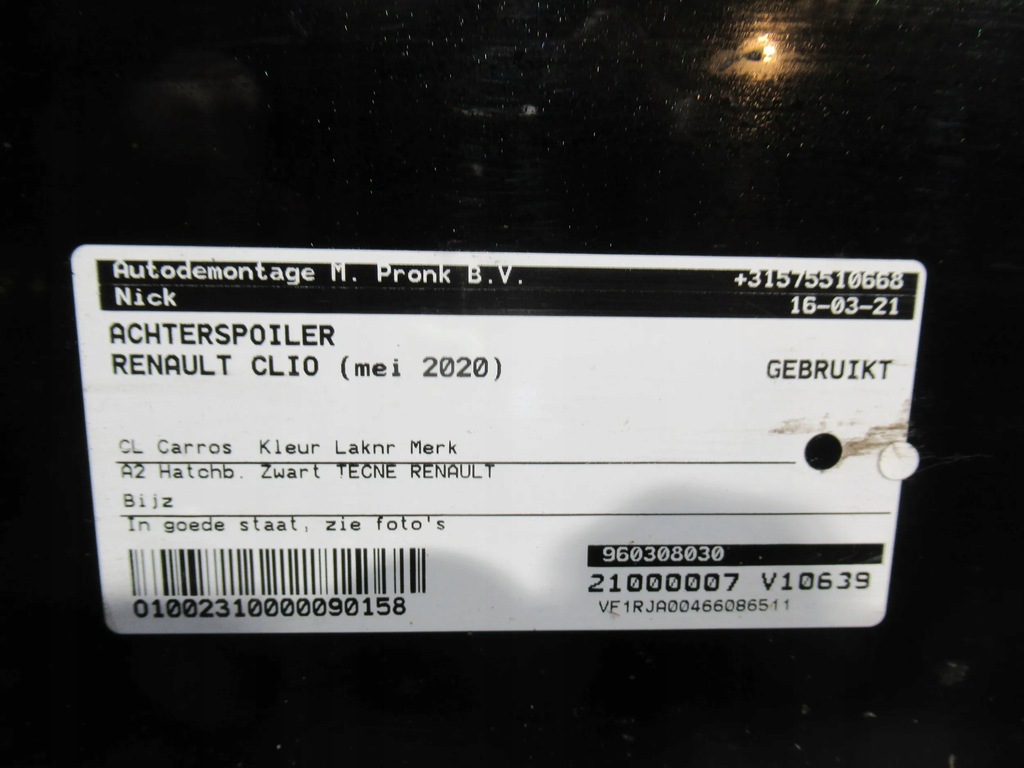 Autodemontage M. Pronk B.V. +31575510668
Nick 16-03-21
ACHTERSPOILER
RENAULT CLIO (mei 2020) GEBRUIKT
CL Carros Kleur Laknr Merk
A2 Hatchb. Zwart TECNE RENAULT
Bijz
In goede staat, zie foto's
960308030
21000007 V10639
VF1RJA00466086511
01002310000090158